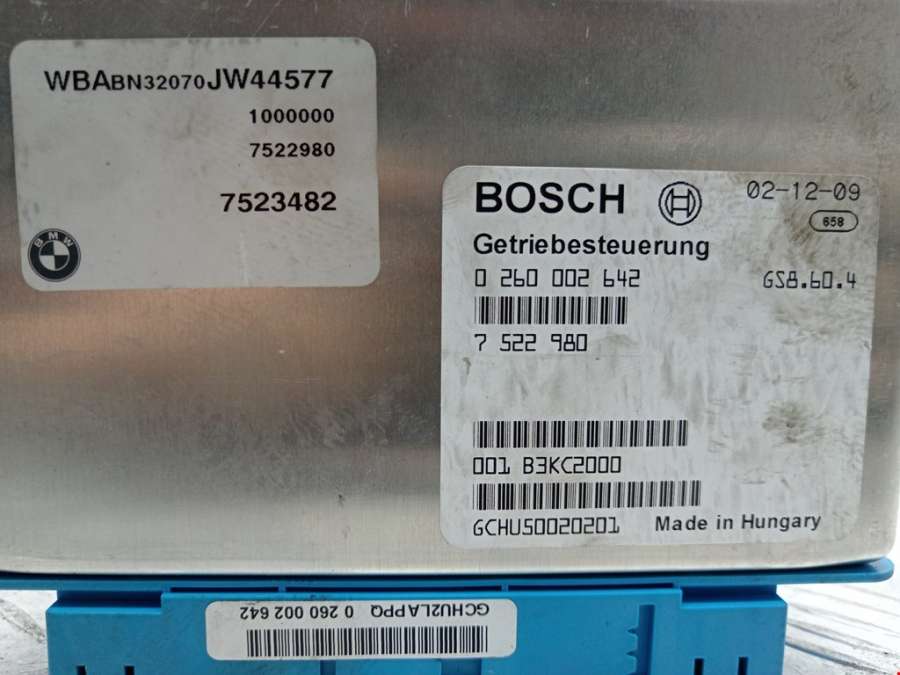 WBABN32070JW44577
1000000
7522980
7523482
BMW
BOSCH
02-12-09
658
Getriebesteuerung
0 260 002 642
GS8.60.4
7 522 980
001 B3KC2000
GCHUS0020201
Made in Hungary
GCHU2LAPPQ 0 260 002 642